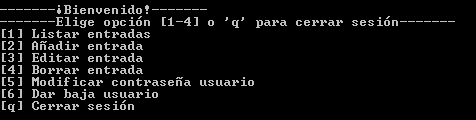 -------¡Bienvenido!-------
-------Elige opción [1-4] o 'q' para cerrar sesión-------
[1] Listar entradas
[2] Añadir entrada
[3] Editar entrada
[4] Borrar entrada
[5] Modificar contraseña usuario
[6] Dar baja usuario
[q] Cerrar sesión